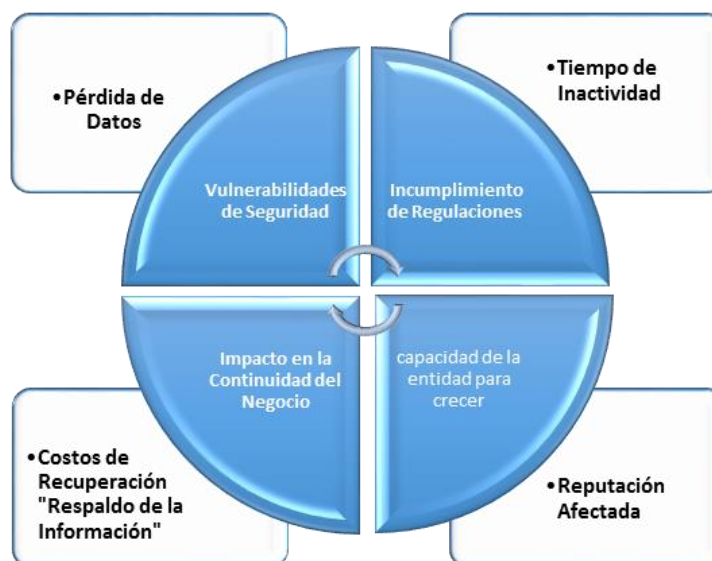 •Pérdida de
Datos
•Tiempo de
Inactividad
Vulnerabilidades
de Seguridad
Incumplimiento
de Regulaciones
Impacto en la
Continuidad del
Negocio
capacidad de la
entidad para
crecer
•Costos de
Recuperación
"Respaldo de la
Información"
•Reputación
Afectada